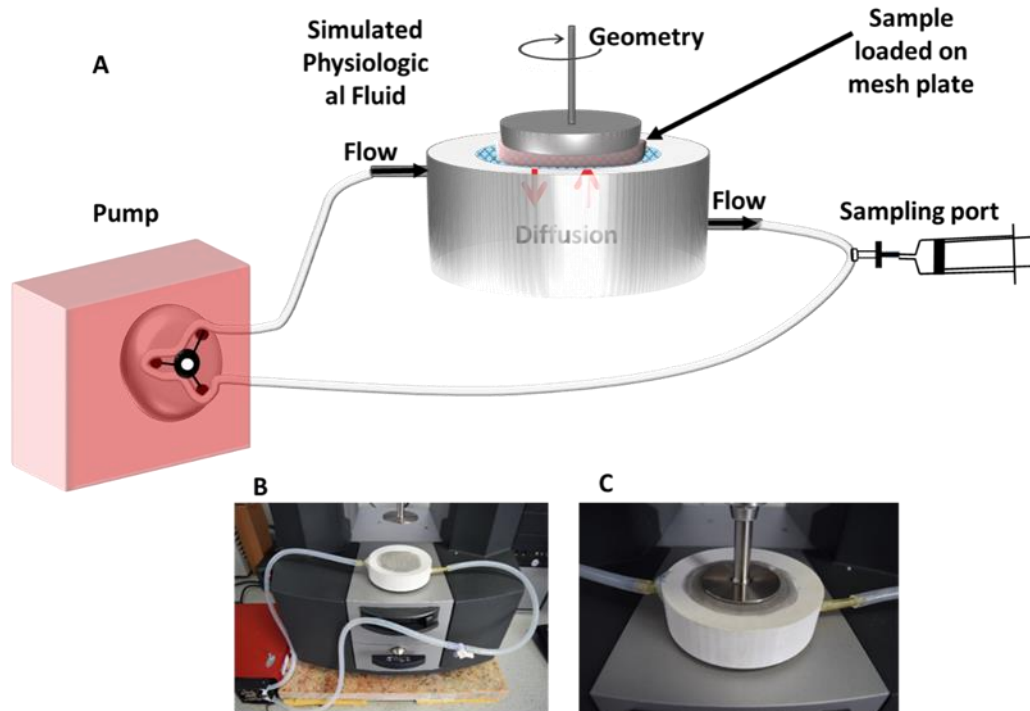 A
Simulated
Physiologic
al Fluid
Geometry
Sample
loaded on
mesh plate
Flow
Flow
Pump
Diffusion
Sampling port
B
C